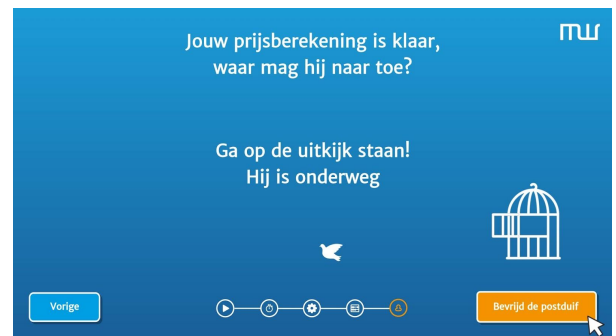 Jouw prijsberekening is klaar,
waar mag hij naar toe?
mw
Ga op de uitkijk staan!
Hij is onderweg
Vorige
Bevrijd de postduif